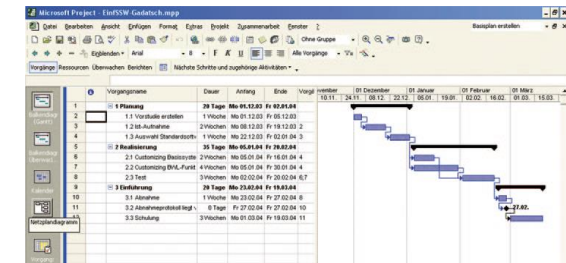 Microsoft Project - EinfSSW-Gadatsch.mpp
Datei Bearbeiten Ansicht Einfügen Format Extras Projekt Zusammenarbeit Fenster ? Basisplan erstellen
Ohne Gruppe
Einblenden Arial 8 F K U Alle Vorgänge
Vorgänge Ressourcen Überwachen Berichten Nächste Schritte und zugehörige Aktivitäten
Vorgangsname Dauer Anfang Ende Vorgä vember 01 Dezember 01 Januar 01 Februar 01 März
10.11. 24.11. 08.12. 22.12. 05.01. 19.01. 02.02. 16.02. 01.03. 15.03.
1 1 Planung 20 Tage Mo 01.12.03 Fr 02.01.04
2 1.1 Vorstudie erstellen 1 Woche Mo 01.12.03 Fr 05.12.03
3 1.2 Ist-Aufnahme 2 Wochen Mo 08.12.03 Fr 19.12.03 2
4 1.3 Auswahl Standardsoftw 1 Woche Mo 22.12.03 Fr 02.01.04 3
5 2 Realisierung 35 Tage Mo 05.01.04 Fr 20.02.04
6 2.1 Customizing Basissyste 2 Wochen Mo 05.01.04 Fr 16.01.04 4
7 2.2 Customizing BWL-Funkt 4 Wochen Mo 05.01.04 Fr 30.01.04 4
8 2.3 Test 3 Wochen Mo 02.02.04 Fr 20.02.04 6;7
9 3 Einführung 20 Tage Mo 23.02.04 Fr 19.03.04
10 3.1 Abnahme 1 Woche Mo 23.02.04 Fr 27.02.04 8
11 3.2 Abnahmeprotokoll liegt v 0 Tage Fr 27.02.04 Fr 27.02.04 10 27.02.
3.3 Schulung 3 Wochen Mo 01.03.04 Fr 19.03.04 11
Balkendiagr
(Gantt)
Balkendiagr
Kalender
Netzplandiagramm
Vorgang: